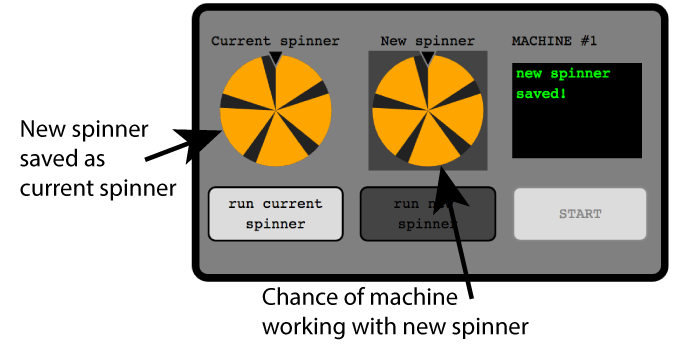 Current spinner
New spinner
MACHINE #1
new spinner
saved!
New spinner
saved as
current spinner
run current
spinner
run
spinner
START
Chance of machine
working with new spinner